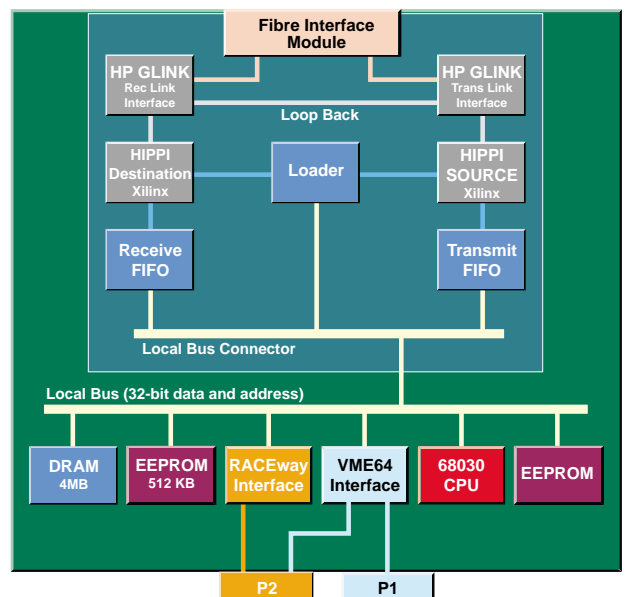 Fibre Interface
Module
HP GLINK
Rec Link
Interface
HP GLINK
Trans Link
Interface
Loop Back
HIPPI
Destination
Xilinx
Loader
HIPPI
SOURCE
Xilinx
Receive
FIFO
Transmit
FIFO
Local Bus Connector
Local Bus (32-bit data and address)
DRAM
4MB
EEPROM
512 KB
RACEway
Interface
VME64
Interface
68030
CPU
EEPROM
P2
P1